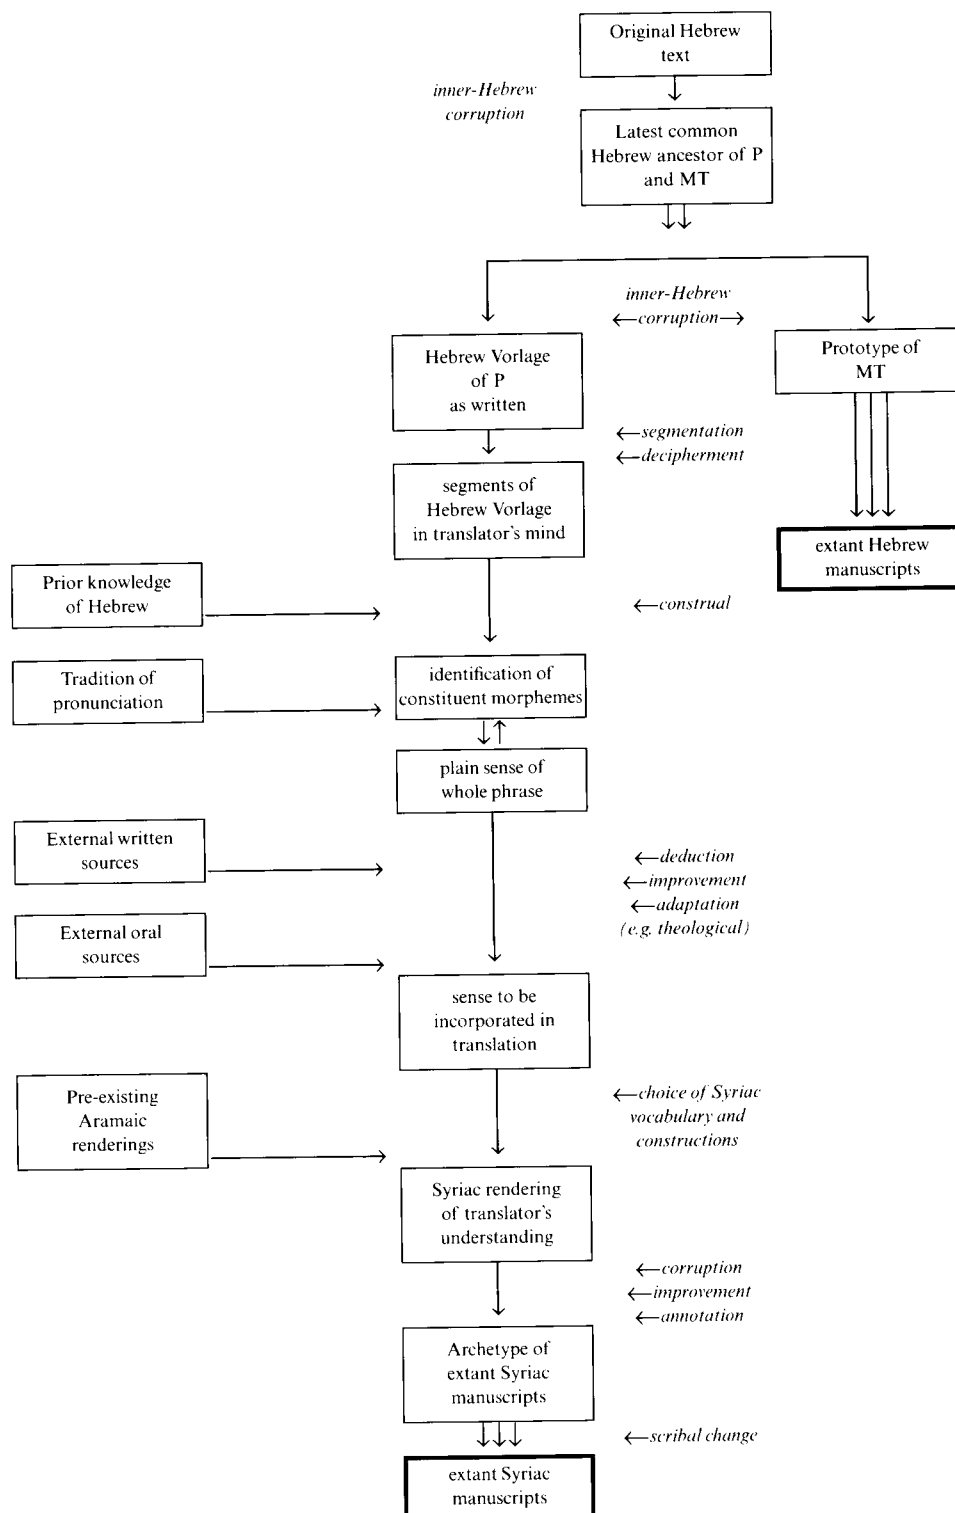 Original Hebrew
text
inner-Hebrew
corruption
Latest common
Hebrew ancestor of P
and MT
inner-Hebrew
←corruption→
Hebrew Vorlage
of P
as written
Prototype of
MT
←segmentation
←decipherment
segments of
Hebrew Vorlage
in translator's mind
extant Hebrew
manuscripts
Prior knowledge
of Hebrew
←construal
Tradition of
pronunciation
identification of
constituent morphemes
plain sense of
whole phrase
External written
sources
←deduction
←improvement
←adaptation
(e.g. theological)
External oral
sources
sense to be
incorporated in
translation
Pre-existing
Aramaic
renderings
←choice of Syriac
vocabulary and
constructions
Syriac rendering
of translator's
understanding
←corruption
←improvement
←annotation
Archetype of
extant Syriac
manuscripts
←scribal change
extant Syriac
manuscripts